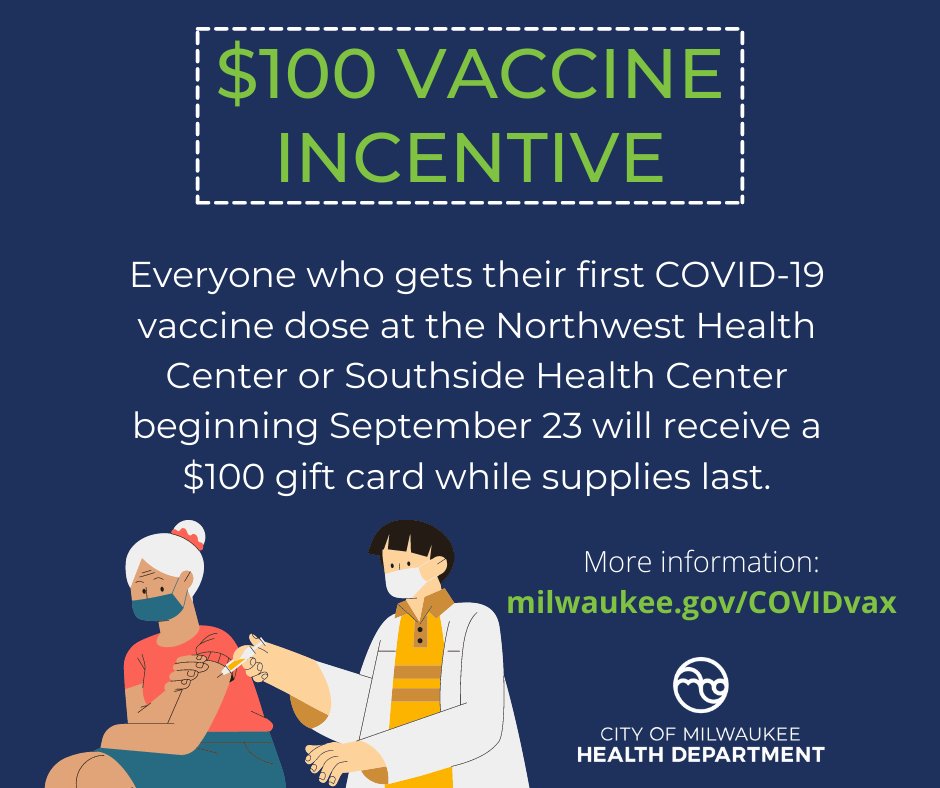 $100 VACCINE
INCENTIVE
Everyone who gets their first COVID-19
vaccine dose at the Northwest Health
Center or Southside Health Center
beginning September 23 will receive a
$100 gift card while supplies last.
More information:
milwaukee.gov/COVIDvax
CITY OF MILWAUKEE
HEALTH DEPARTMENT